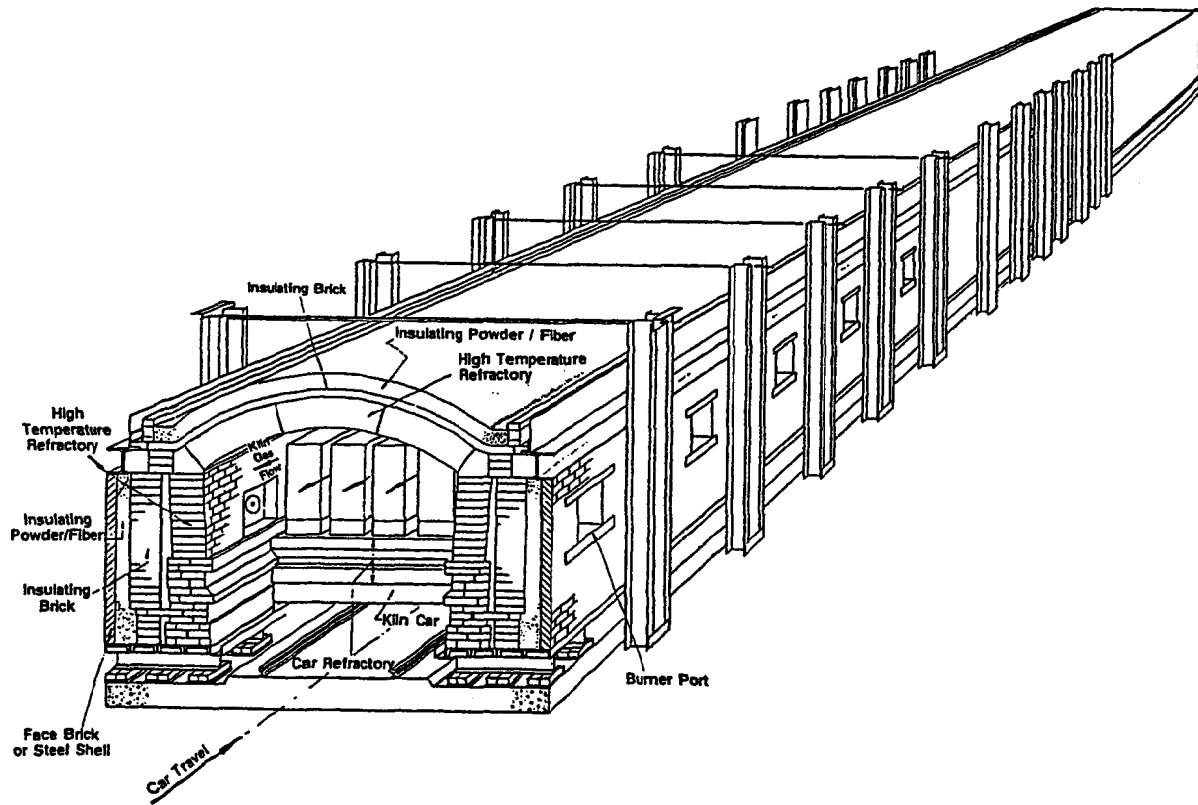 Insulating Brick
Insulating Powder / Fiber
High Temperature
Refractory
High
Temperature
Refractory
Kiln
Gas
Flow
Insulating
Powder/Fiber
Insulating
Brick
Kiln Car
Car Refractory
Burner Port
Face Brick
or Steel Shell
Car Travel